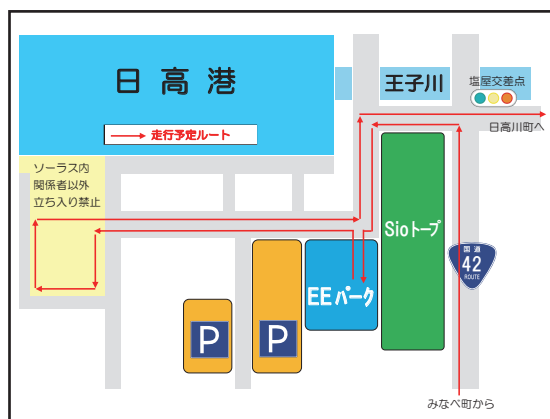 日高港
王子川
塩屋交差点
走行予定ルート
日高川町へ
ソーラス内
関係者以外
立ち入り禁止
Sioトープ
国道
42
ROUTE
EEパーク
P
P
みなべ町から